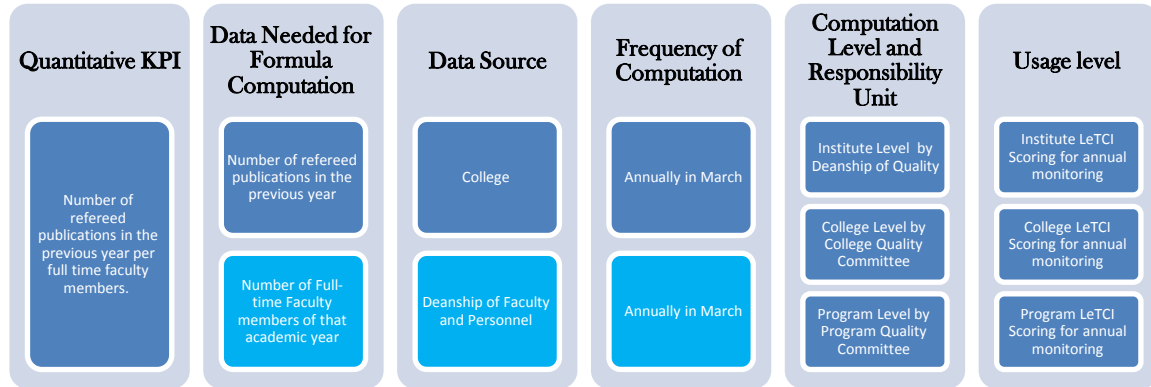 Quantitative KPI
Number of
refereed
publications in the
previous year per
full time faculty
members.
Data Needed for
Formula
Computation
Number of refereed
publications in the
previous year
Number of Full-
time Faculty
members of that
academic year
Data Source
College
Deanship of Faculty
and Personnel
Frequency of
Computation
Annually in March
Annually in March
Computation
Level and
Responsibility
Unit
Institute Level by
Deanship of Quality
College Level by
College Quality
Committee
Program Level by
Program Quality
Committee
Usage level
Institute LeTCI
Scoring for annual
monitoring
College LeTCI
Scoring for annual
monitoring
Program LeTCI
Scoring for annual
monitoring